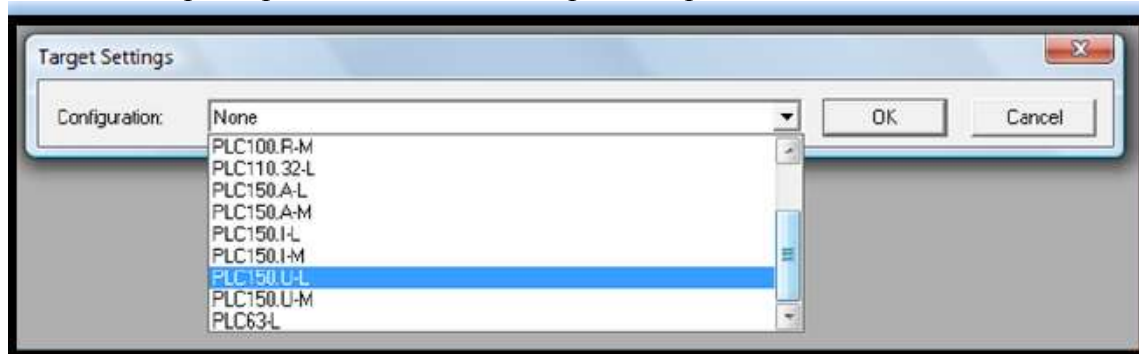 Target Settings
Configuration: None OK Cancel
PLC100.R-M
PLC110.32-L
PLC150.A-L
PLC150.A-M
PLC150.I-L
PLC150.I-M
PLC150.U-L
PLC150.U-M
PLC63-L